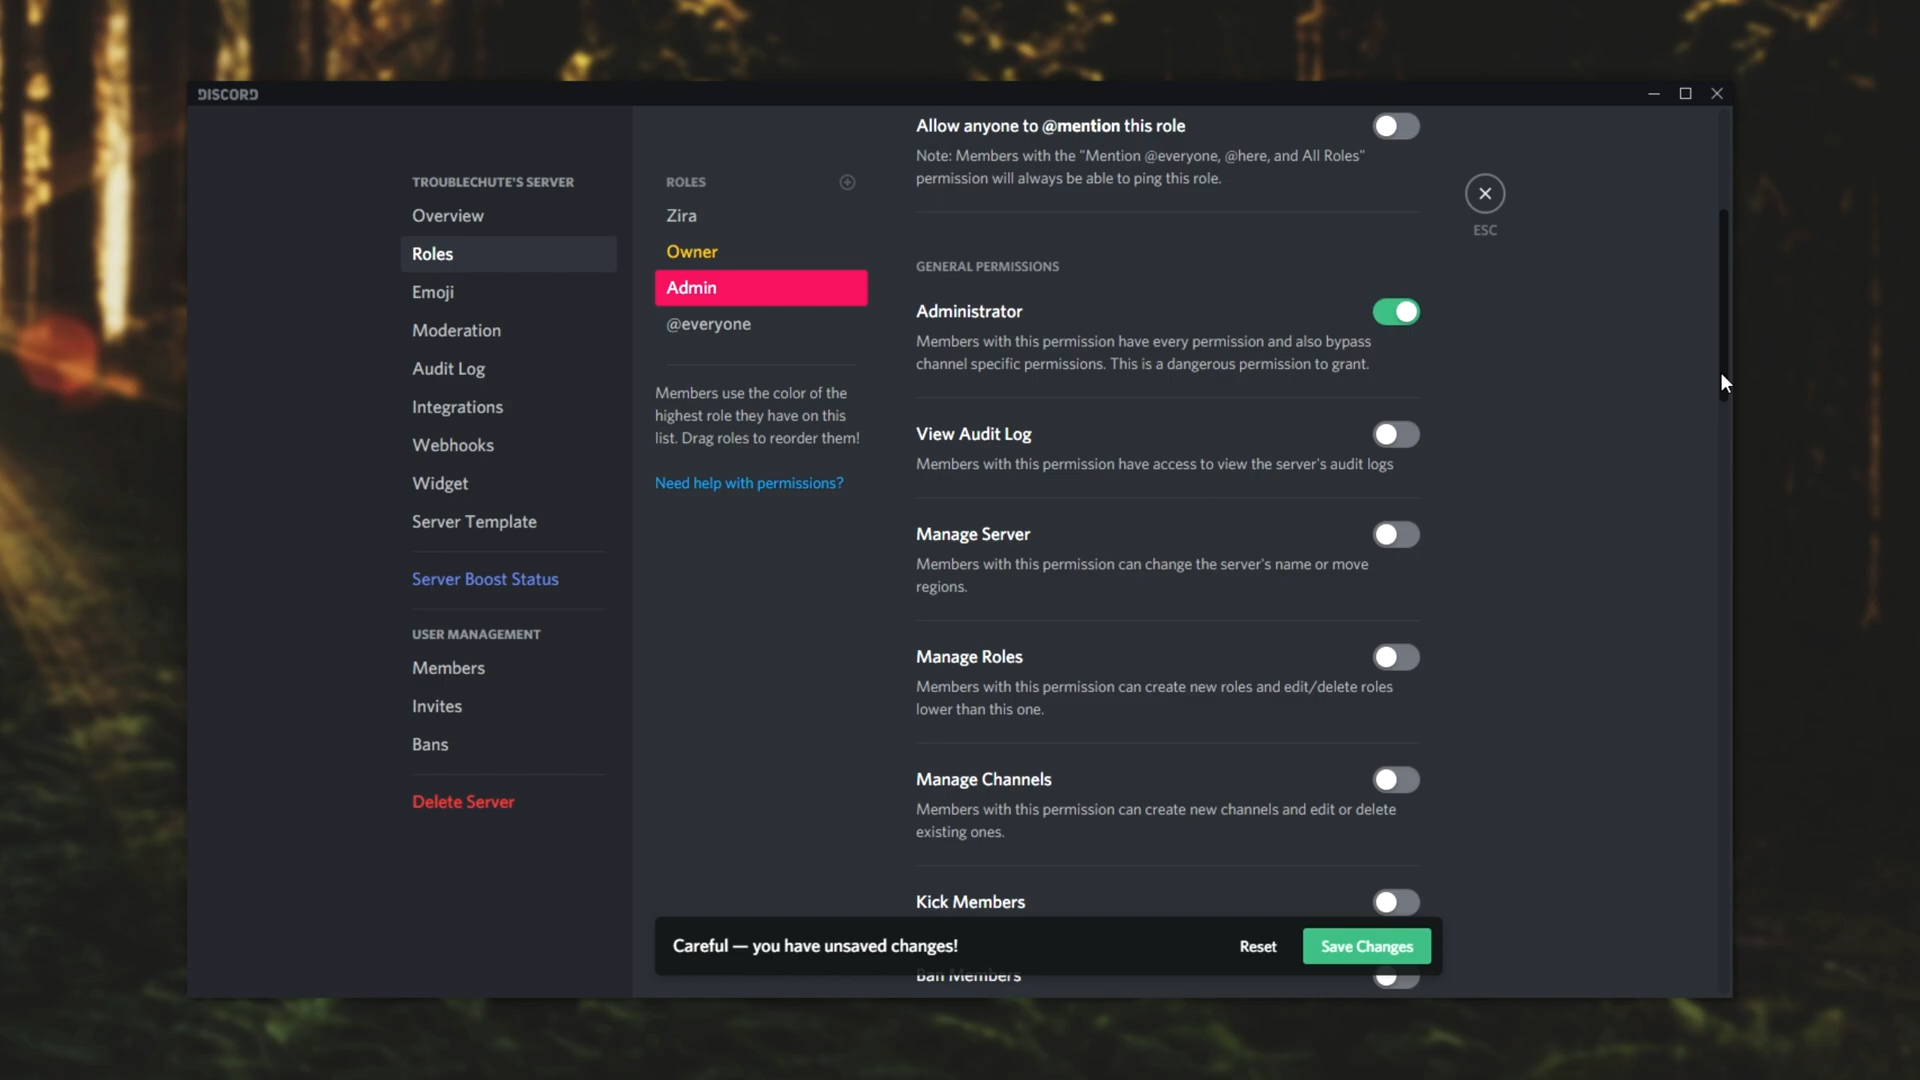 DISCORD
TROUBLECHUTE'S SERVER
Overview
Roles
Emoji
Moderation
Audit Log
Integrations
Webhooks
Widget
Server Template
Server Boost Status
USER MANAGEMENT
Members
Invites
Bans
Delete Server
ROLES
Zira
Owner
Admin
@everyone
Members use the color of the
highest role they have on this
list. Drag roles to reorder them!
Need help with permissions?
Allow anyone to @mention this role
Note: Members with the "Mention @everyone, @here, and All Roles"
permission will always be able to ping this role.
ESC
GENERAL PERMISSIONS
Administrator
Members with this permission have every permission and also bypass
channel specific permissions. This is a dangerous permission to grant.
View Audit Log
Members with this permission have access to view the server's audit logs
Manage Server
Members with this permission can change the server's name or move
regions.
Manage Roles
Members with this permission can create new roles and edit/delete roles
lower than this one.
Manage Channels
Members with this permission can create new channels and edit or delete
existing ones.
Kick Members
Careful — you have unsaved changes!
Reset
Save Changes
Ban Members